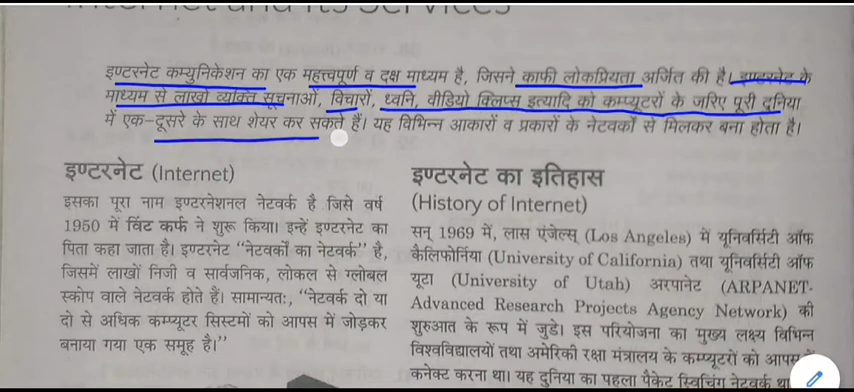 Internet and its Services
इण्टरनेट कम्युनिकेशन का एक महत्त्वपूर्ण व दक्ष माध्यम है, जिसने काफी लोकप्रियता अर्जित की है। इण्टरनेट के
माध्यम से लाखों व्यक्ति सूचनाओं, विचारों, ध्वनि, वीडियो क्लिप्स इत्यादि को कम्प्यूटरों के जरिए पूरी दुनिया
में एक-दूसरे के साथ शेयर कर सकते हैं। यह विभिन्न आकारों व प्रकारों के नेटवर्कों से मिलकर बना होता है।
इण्टरनेट (Internet)
इसका पूरा नाम इण्टरनेशनल नेटवर्क है जिसे वर्ष
1950 में विंट कर्फ ने शुरू किया। इन्हें इण्टरनेट का
पिता कहा जाता है। इण्टरनेट “नेटवर्कों का नेटवर्क” है,
जिसमें लाखों निजी व सार्वजनिक, लोकल से ग्लोबल
स्कोप वाले नेटवर्क होते हैं। सामान्यतः, “नेटवर्क दो या
दो से अधिक कम्प्यूटर सिस्टमों को आपस में जोड़कर
बनाया गया एक समूह है।”
इण्टरनेट का इतिहास
(History of Internet)
सन् 1969 में, लास एंजेल्स (Los Angeles) में यूनिवर्सिटी ऑफ
कैलिफोर्निया (University of California) तथा यूनिवर्सिटी ऑफ
यूटा (University of Utah) अरपानेट (ARPANET-
Advanced Research Projects Agency Network) की
शुरुआत के रूप में जुडे। इस परियोजना का मुख्य लक्ष्य विभिन्न
विश्वविद्यालयों तथा अमेरिकी रक्षा मंत्रालय के कम्प्यूटरों को आपस में
कनेक्ट करना था। यह दुनिया का पहला पैकेट स्विचिंग नेटवर्क था